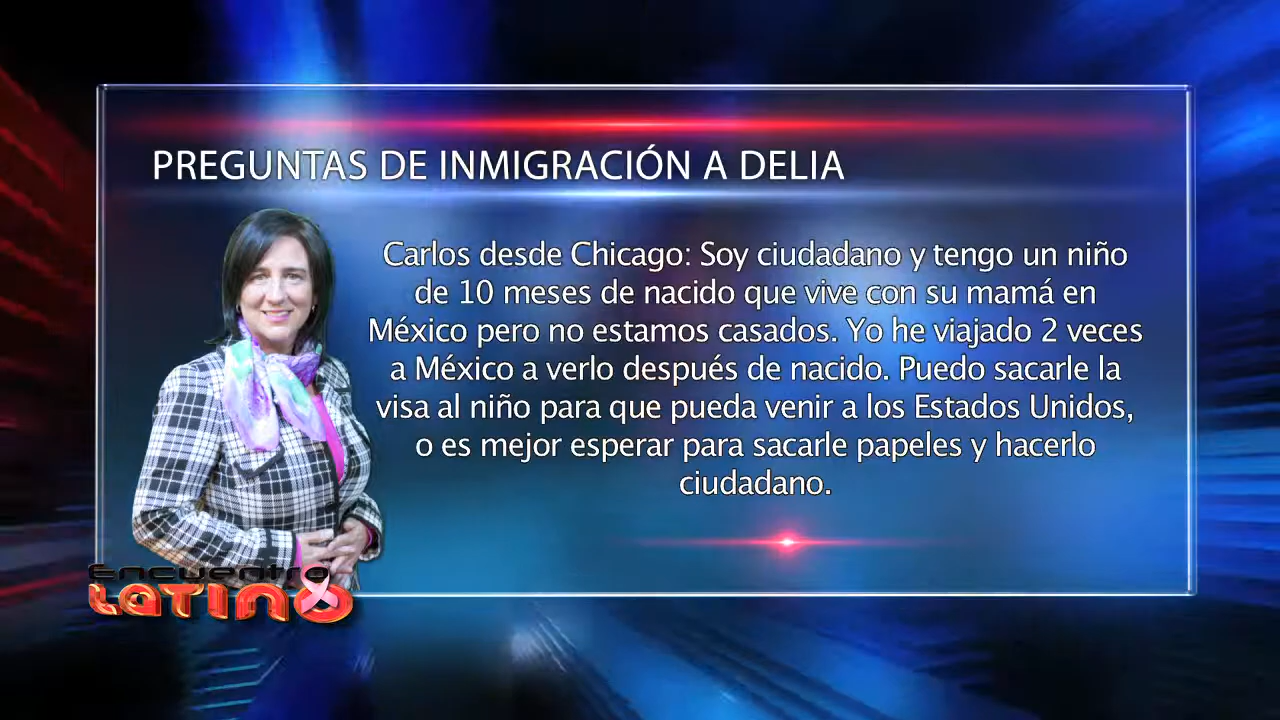 PREGUNTAS DE INMIGRACIÓN A DELIA
Carlos desde Chicago: Soy ciudadano y tengo un niño
de 10 meses de nacido que vive con su mamá en
México pero no estamos casados. Yo he viajado 2 veces
a México a verlo después de nacido. Puedo sacarle la
visa al niño para que pueda venir a los Estados Unidos,
o es mejor esperar para sacarle papeles y hacerlo
ciudadano.
Encuentro
LATINO